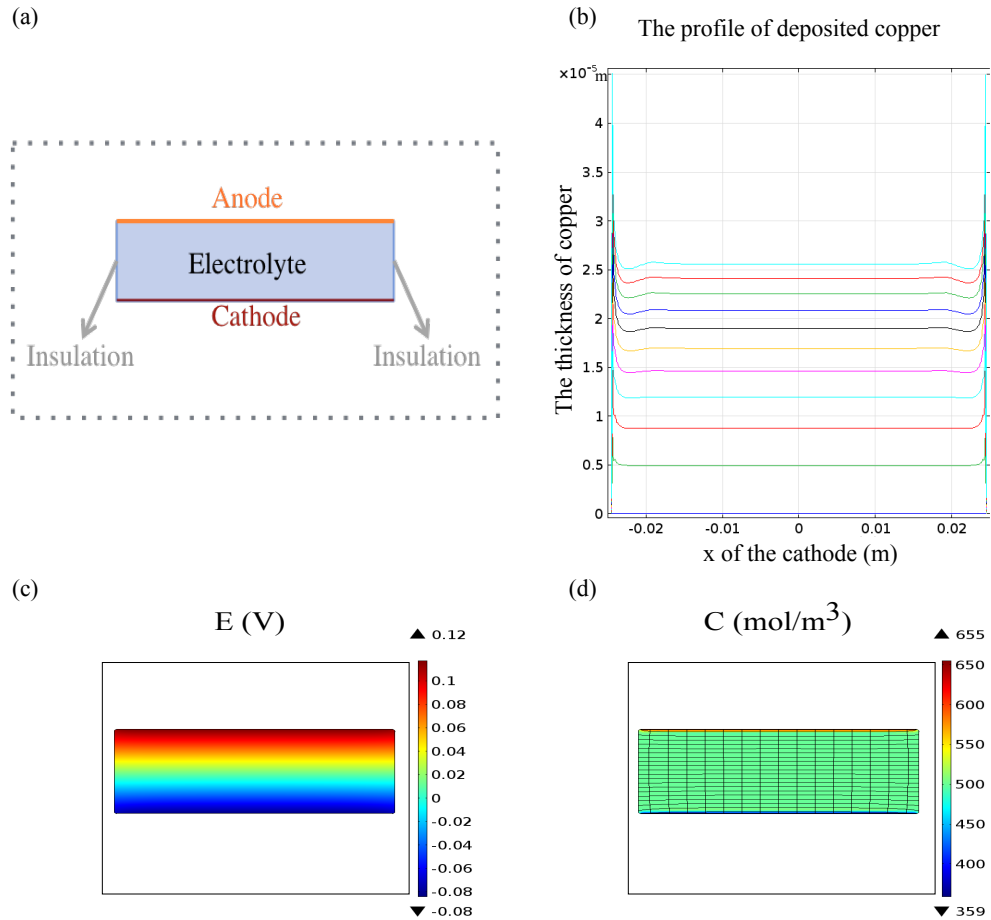 (a)
Anode
Electrolyte
Cathode
Insulation
Insulation
(b)
The profile of deposited copper
×10⁻⁵m
4
3.5
3
2.5
2
1.5
1
0.5
0
The thickness of copper
-0.02
-0.01
0
0.01
0.02
x of the cathode (m)
(c)
E (V)
▲ 0.12
0.1
0.08
0.06
0.04
0.02
0
-0.02
-0.04
-0.06
-0.08
▼ -0.08
(d)
C (mol/m³)
▲ 655
650
600
550
500
450
400
▼ 359